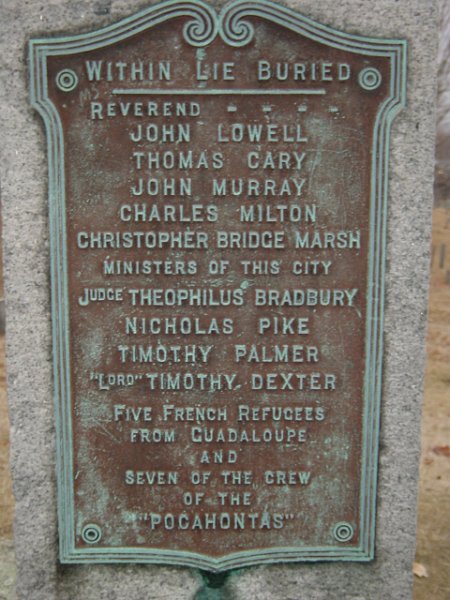 WITHIN LIE BURIED
REVEREND - - - -
JOHN LOWELL
THOMAS CARY
JOHN MURRAY
CHARLES MILTON
CHRISTOPHER BRIDGE MARSH
MINISTERS OF THIS CITY
JUDGE THEOPHILUS BRADBURY
NICHOLAS PIKE
TIMOTHY PALMER
"LORD" TIMOTHY DEXTER
FIVE FRENCH REFUGEES
FROM GUADALOUPE
AND
SEVEN OF THE CREW
OF THE
"POCAHONTAS"